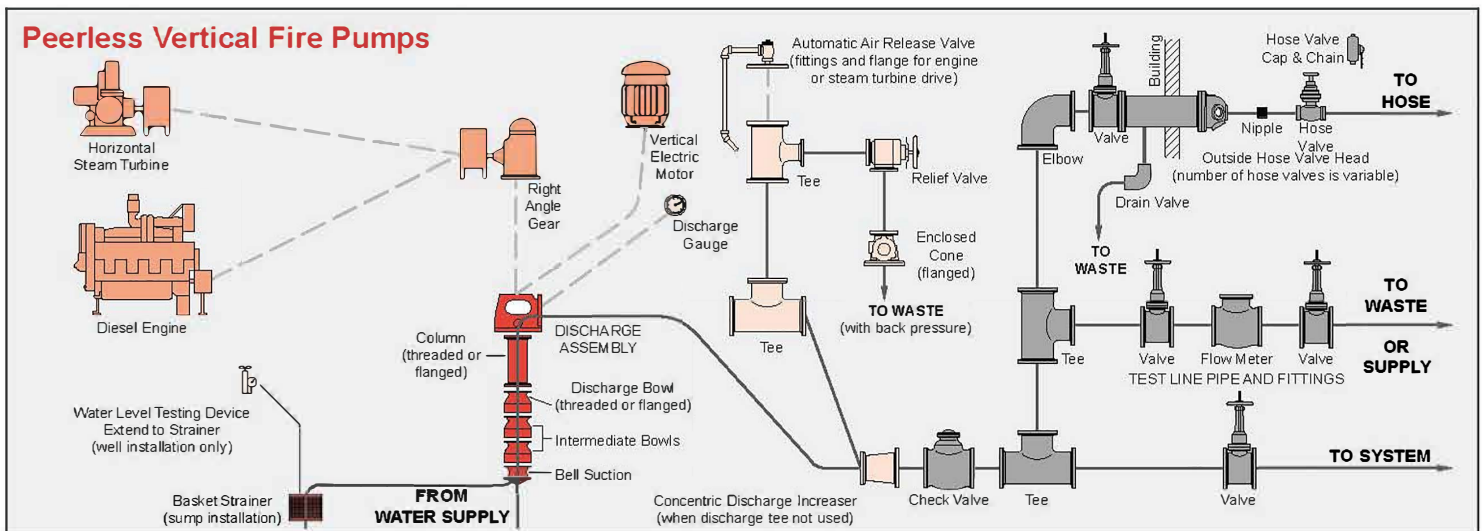 Peerless Vertical Fire Pumps
Horizontal
Steam Turbine
Diesel Engine
Right
Angle
Gear
Vertical
Electric
Motor
Discharge
Gauge
Automatic Air Release Valve
(fittings and flange for engine
or steam turbine drive)
Tee
Relief Valve
Enclosed
Cone
(flanged)
TO WASTE
(with back pressure)
Tee
Elbow
Valve
Building
Hose Valve
Cap & Chain
TO
HOSE
Nipple
Hose
Valve
Outside Hose Valve Head
(number of hose valves is variable)
Drain Valve
TO
WASTE
Tee
Valve
Flow Meter
Valve
TEST LINE PIPE AND FITTINGS
TO
WASTE
OR
SUPPLY
DISCHARGE
ASSEMBLY
Column
(threaded or
flanged)
Discharge Bowl
(threaded or flanged)
Intermediate Bowls
Bell Suction
Water Level Testing Device
Extend to Strainer
(well installation only)
Basket Strainer
(sump installation)
FROM
WATER SUPPLY
Concentric Discharge Increaser
(when discharge tee not used)
Check Valve
Tee
Valve
TO SYSTEM